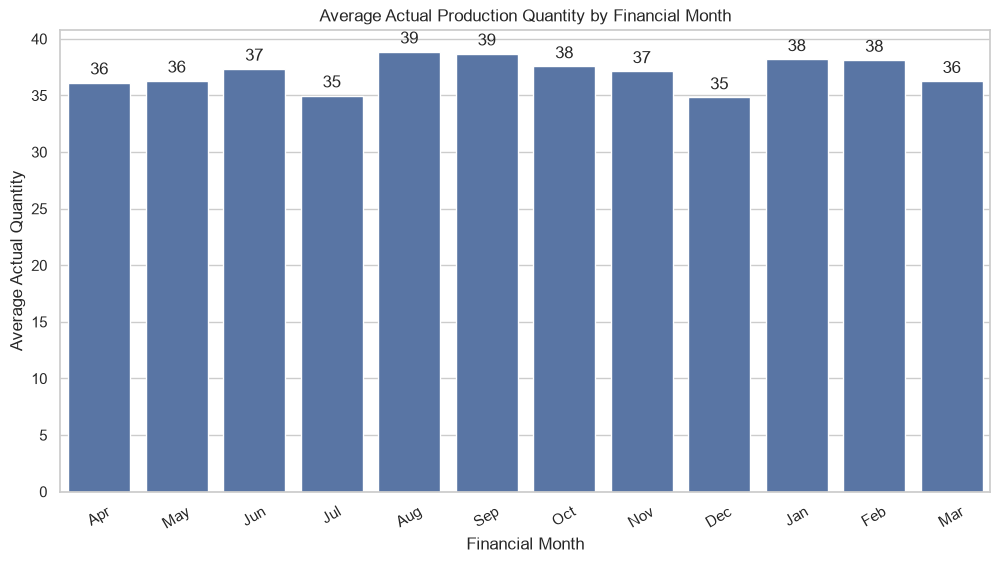 Average Actual Production Quantity by Financial Month
Average Actual Quantity
40
35
30
25
20
15
10
5
0
36
36
37
35
39
39
38
37
35
38
38
36
Apr
May
Jun
Jul
Aug
Sep
Oct
Nov
Dec
Jan
Feb
Mar
Financial Month